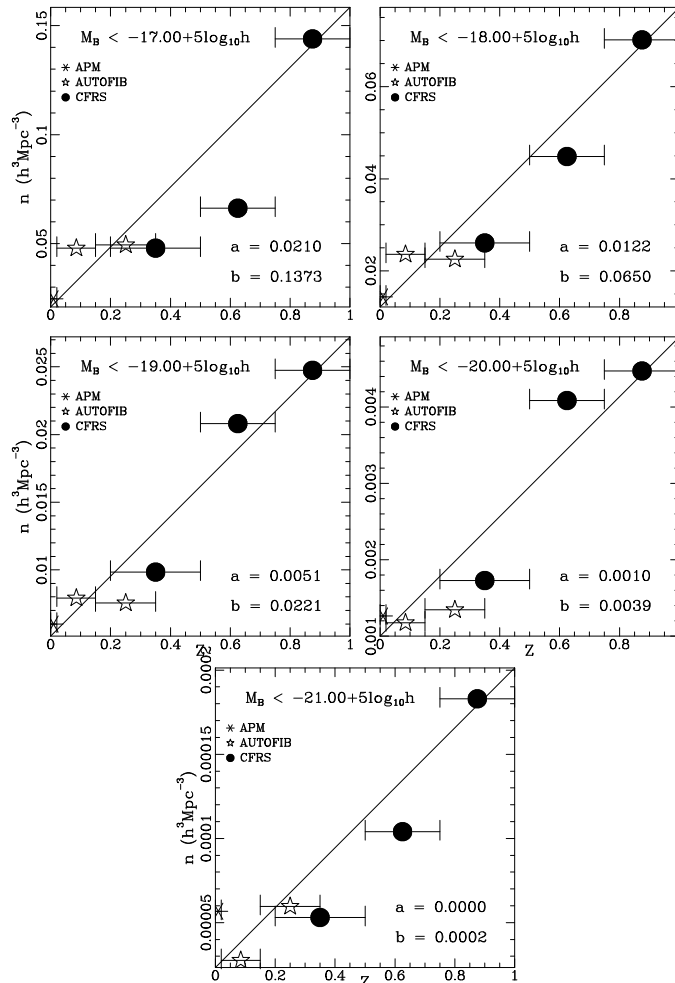 M_B < −17.00+5log₁₀h
APM
AUTOFIB
CFRS
a = 0.0210
b = 0.1373
n (h³Mpc⁻³)
0.05
0.1
0.15
0
0.2
0.4
0.6
0.8
1
M_B < −18.00+5log₁₀h
APM
AUTOFIB
CFRS
a = 0.0122
b = 0.0650
0.02
0.04
0.06
0
0.2
0.4
0.6
0.8
M_B < −19.00+5log₁₀h
APM
AUTOFIB
CFRS
a = 0.0051
b = 0.0221
n (h³Mpc⁻³)
0.01
0.015
0.02
0.025
0
0.2
0.4
0.6
0.8
1
Z
M_B < −20.00+5log₁₀h
APM
AUTOFIB
CFRS
a = 0.0010
b = 0.0039
0.001
0.002
0.003
0.004
0
0.2
0.4
0.6
0.8
Z
M_B < −21.00+5log₁₀h
APM
AUTOFIB
CFRS
a = 0.0000
b = 0.0002
n (h³Mpc⁻³)
0.00005
0.0001
0.00015
0.0002
0
0.2
0.4
0.6
0.8
1
Z